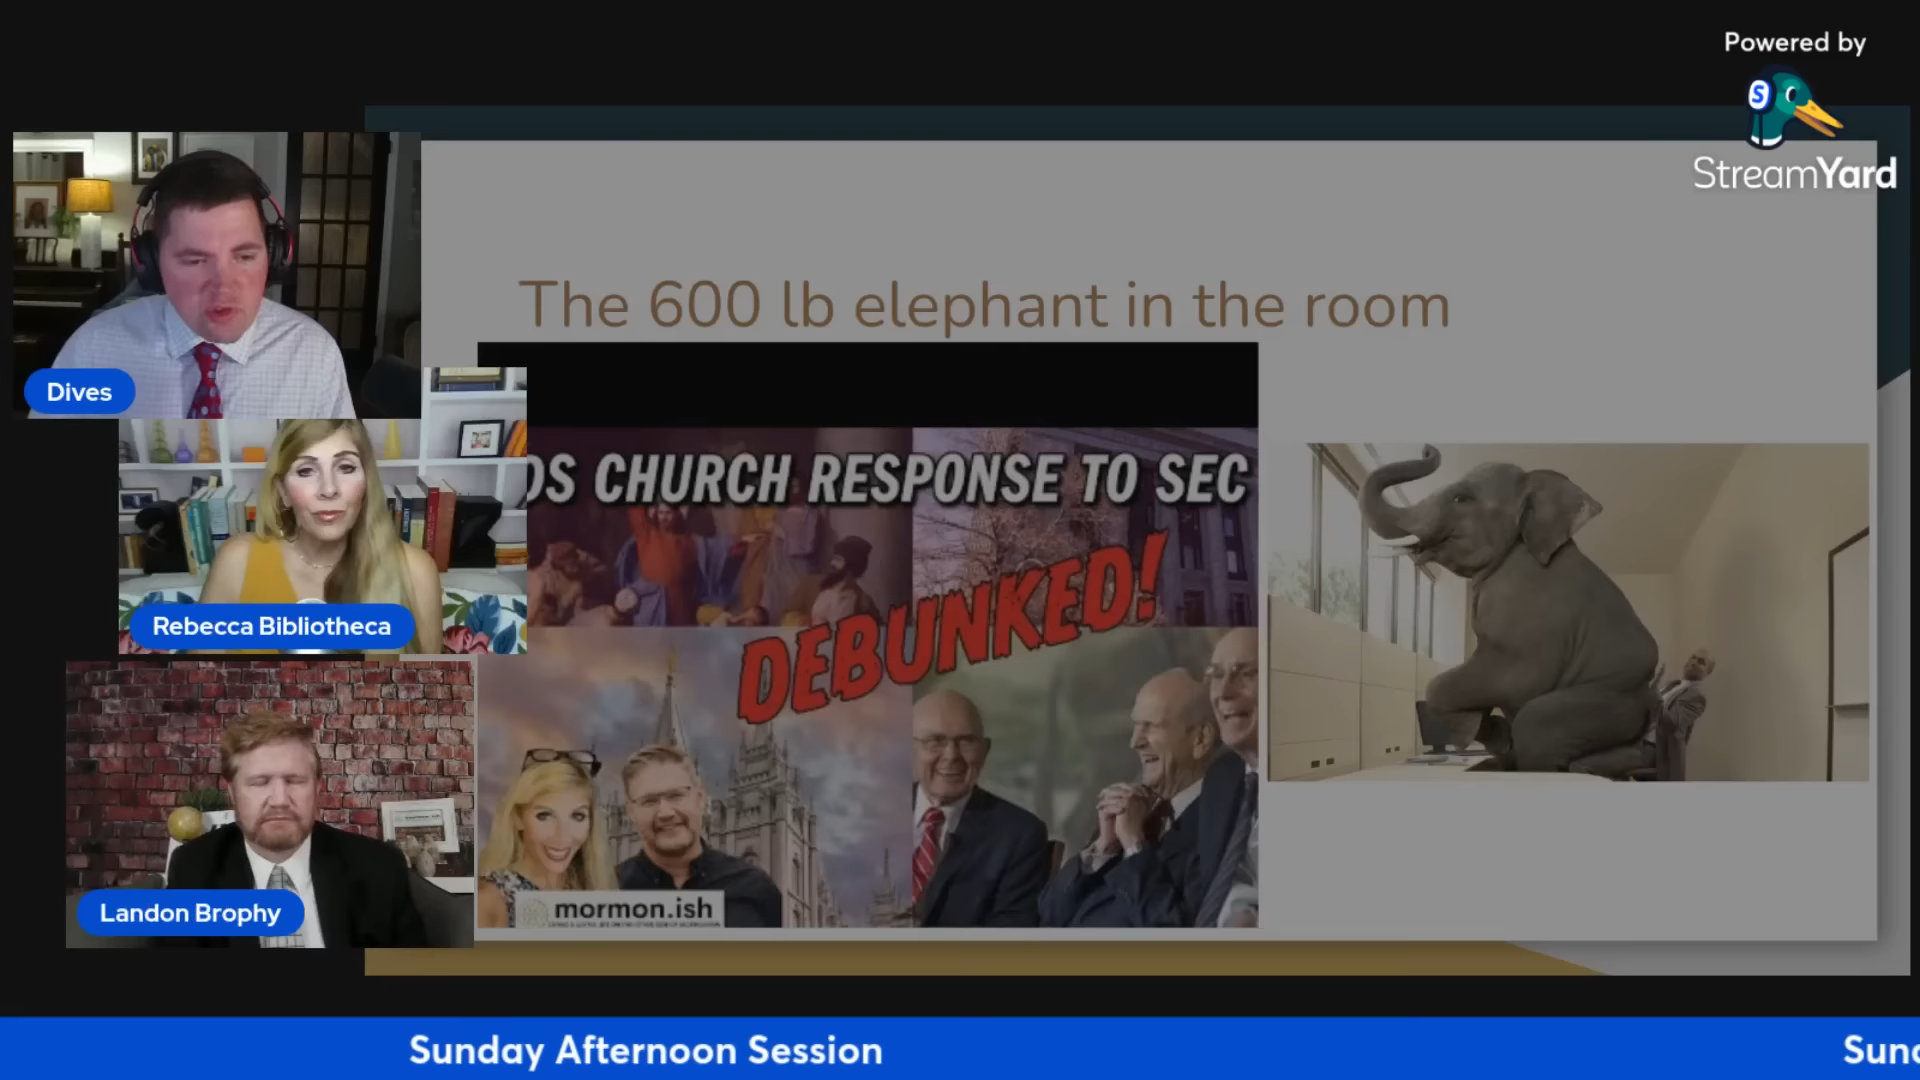 Powered by
S
StreamYard
The 600 lb elephant in the room
DS CHURCH RESPONSE TO SEC
DEBUNKED!
mormon.ish
Dives
Rebecca Bibliotheca
Landon Brophy
Sunday Afternoon Session
Sund